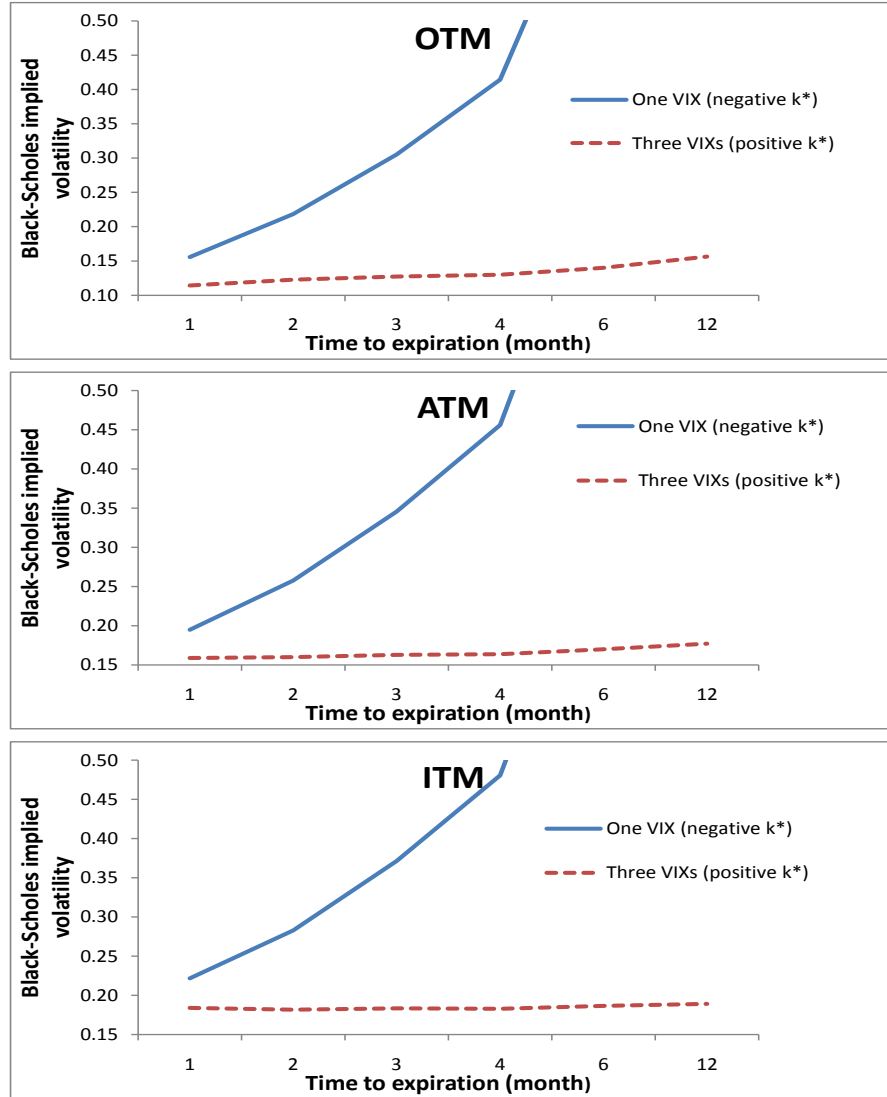 OTM
Black-Scholes implied
volatility
0.50
0.45
0.40
0.35
0.30
0.25
0.20
0.15
0.10
One VIX (negative k*)
Three VIXs (positive k*)
1 2 3 4 6 12
Time to expiration (month)
ATM
Black-Scholes implied
volatility
0.50
0.45
0.40
0.35
0.30
0.25
0.20
0.15
One VIX (negative k*)
Three VIXs (positive k*)
1 2 3 4 6 12
Time to expiration (month)
ITM
Black-Scholes implied
volatility
0.50
0.45
0.40
0.35
0.30
0.25
0.20
0.15
One VIX (negative k*)
Three VIXs (positive k*)
1 2 3 4 6 12
Time to expiration (month)